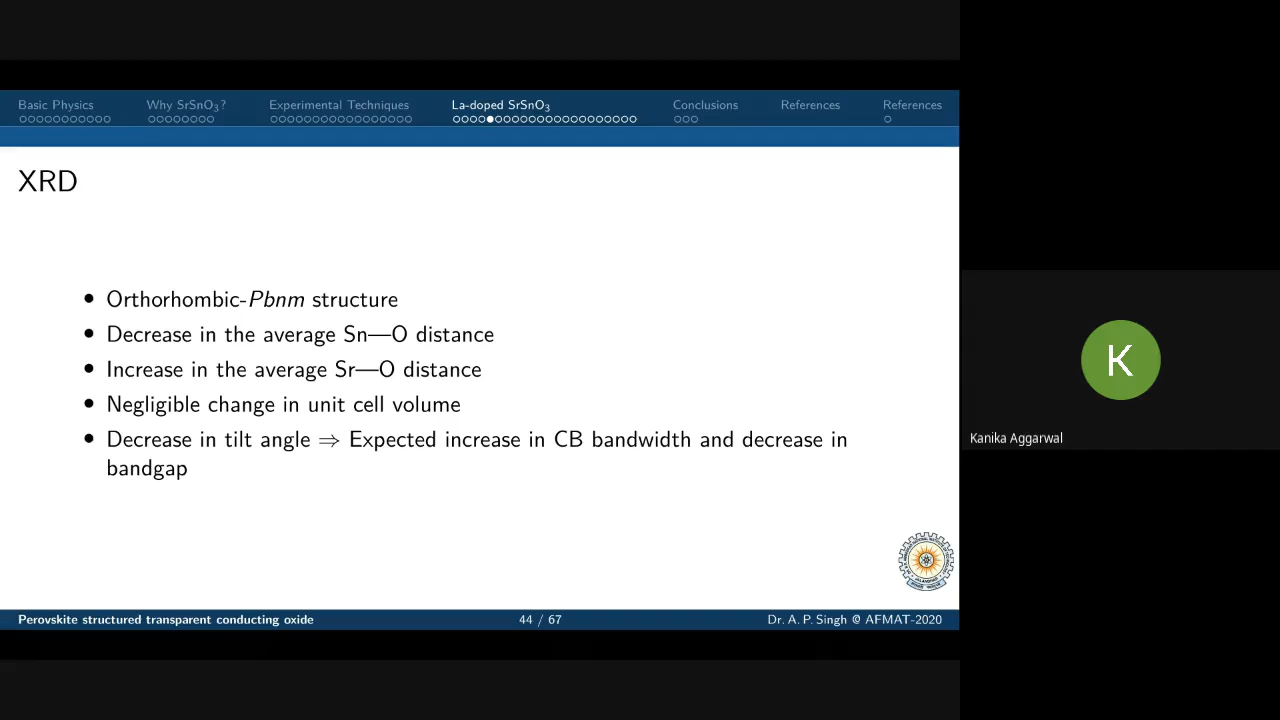 Basic Physics Why SrSnO₃? Experimental Techniques La-doped SrSnO₃ Conclusions References References
XRD
• Orthorhombic-Pbnm structure
• Decrease in the average Sn—O distance
• Increase in the average Sr—O distance
• Negligible change in unit cell volume
• Decrease in tilt angle ⇒ Expected increase in CB bandwidth and decrease in
bandgap
Perovskite structured transparent conducting oxide 44 / 67 Dr. A. P. Singh @ AFMAT-2020
K
Kanika Aggarwal